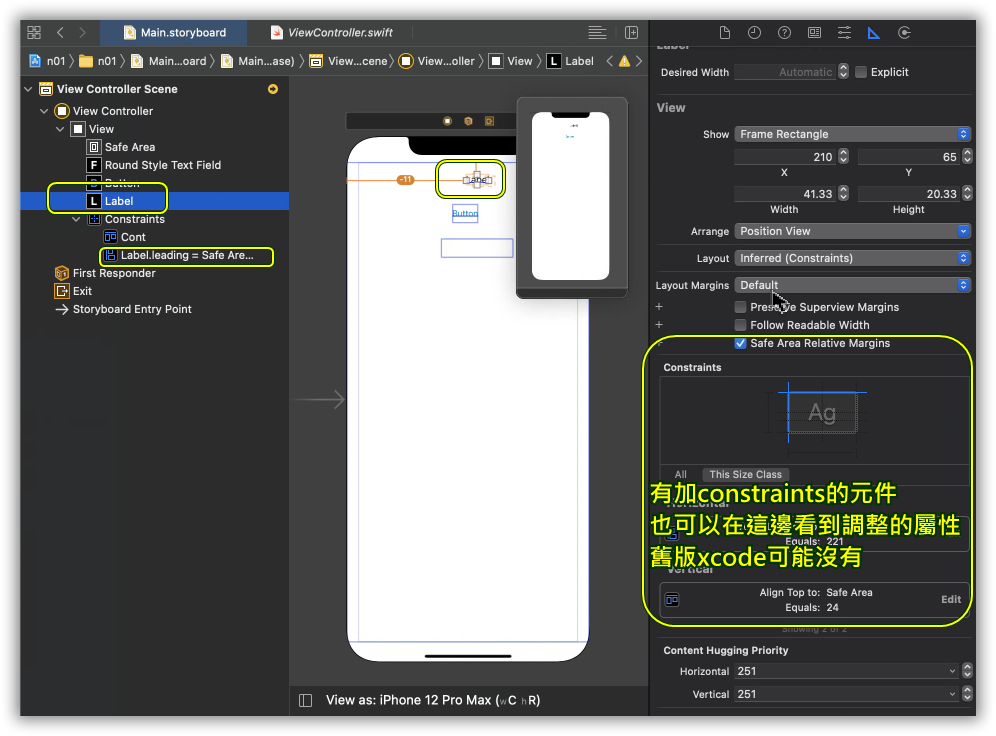 Main.storyboard
ViewController.swift
n01 n01 Main...oard Main...ase) View...cene) View...oller View Label
View Controller Scene
View Controller
View
Safe Area
F Round Style Text Field
B Button
L Label
Constraints
Cont
Label.leading = Safe Are...
First Responder
Exit
Storyboard Entry Point
-11
Label
Button
View as: iPhone 12 Pro Max (wC hR)
Label
Desired Width Automatic Explicit
View
Show Frame Rectangle
210 65
X Y
41.33 20.33
Width Height
Arrange Position View
Layout Inferred (Constraints)
Layout Margins Default
Preserve Superview Margins
Follow Readable Width
Safe Area Relative Margins
Constraints
Ag
All This Size Class
有加constraints的元件
Horizontal
也可以在這邊看到調整的屬性
Equals: 221
舊版xcode可能沒有
Vertical
Align Top to: Safe Area
Equals: 24
Edit
Showing 2 of 2
Content Hugging Priority
Horizontal 251
Vertical 251